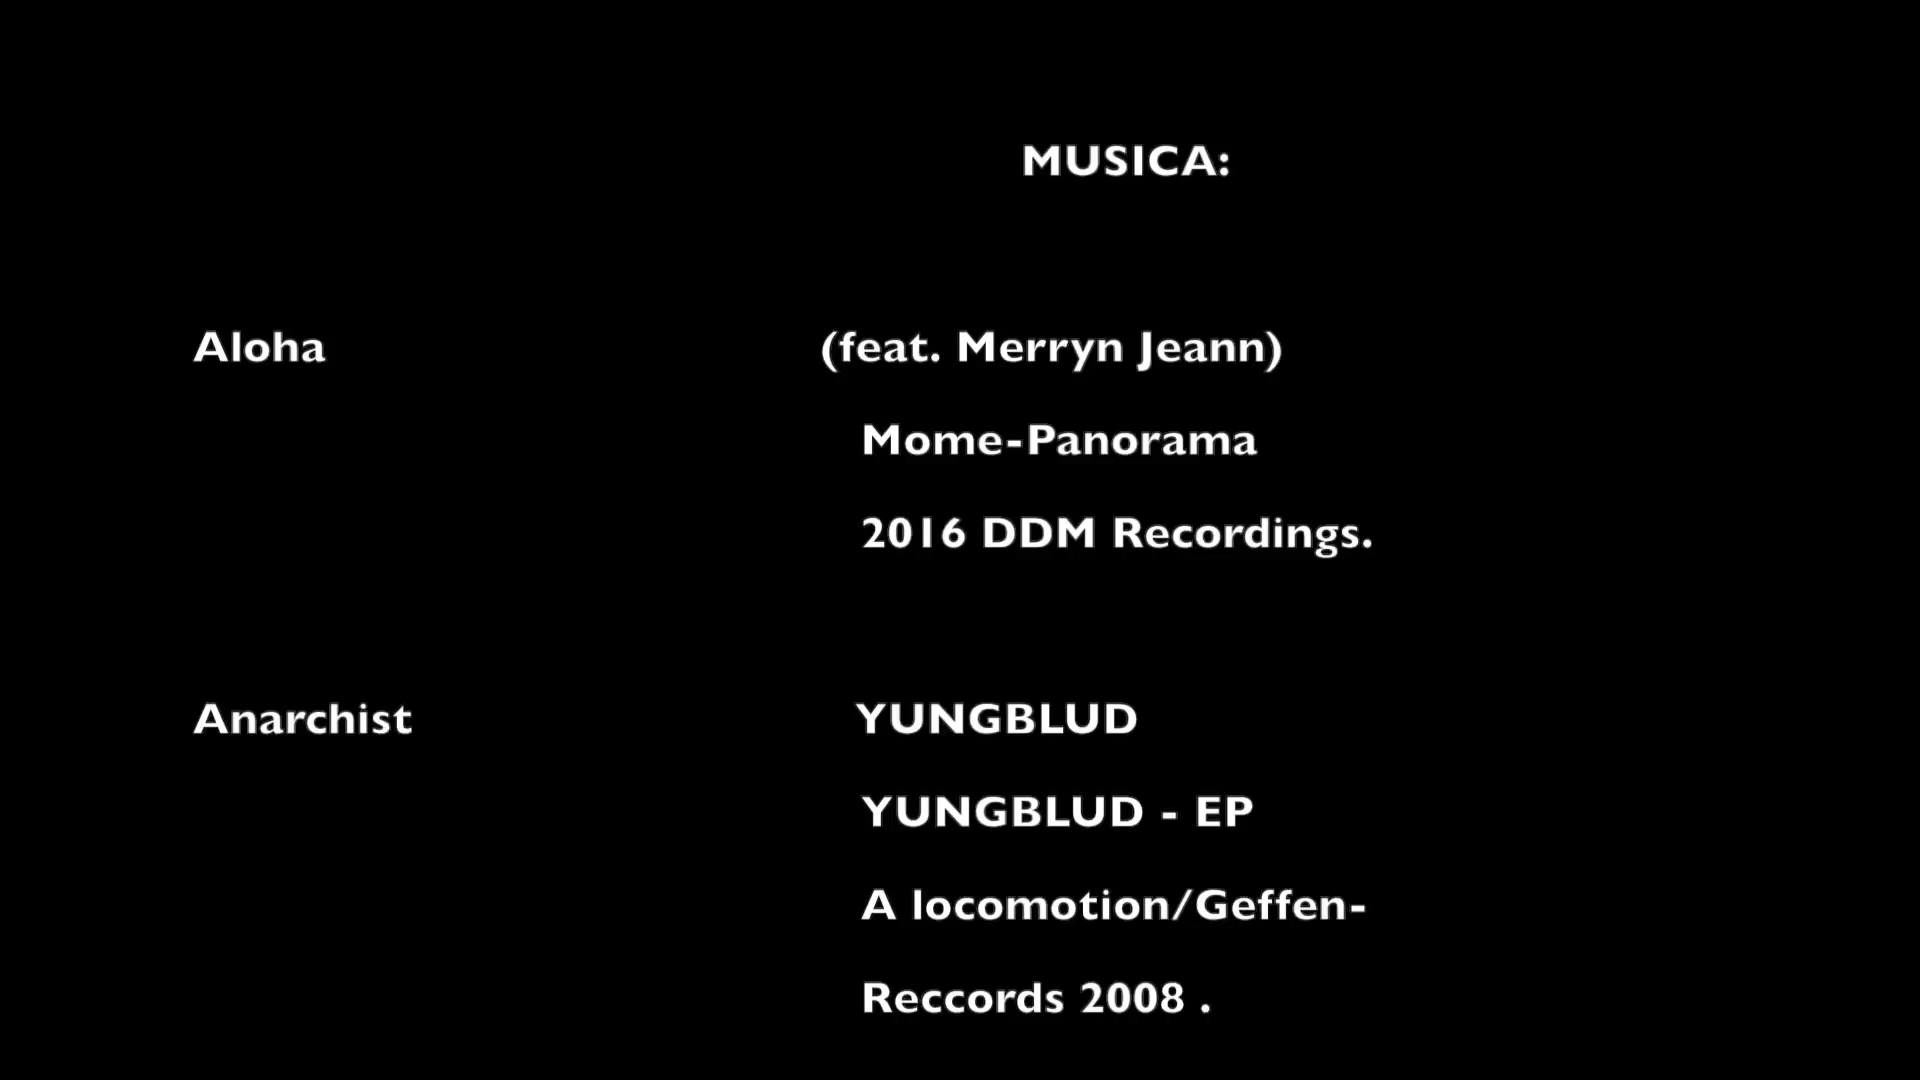 MUSICA:
Aloha (feat. Merryn Jeann)
Mome-Panorama
2016 DDM Recordings.
Anarchist YUNGBLUD
YUNGBLUD - EP
A locomotion/Geffen-
Reccords 2008 .